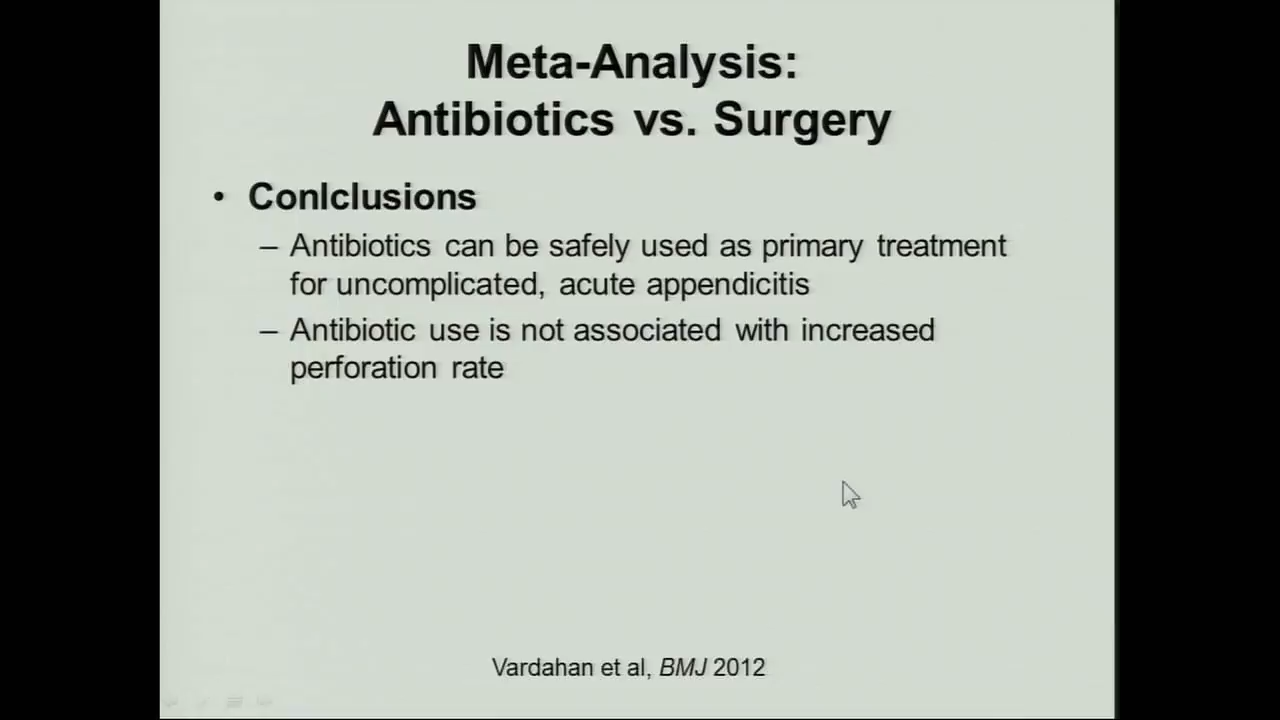 Meta-Analysis:
Antibiotics vs. Surgery
• Conlclusions
– Antibiotics can be safely used as primary treatment
for uncomplicated, acute appendicitis
– Antibiotic use is not associated with increased
perforation rate
Vardahan et al, BMJ 2012